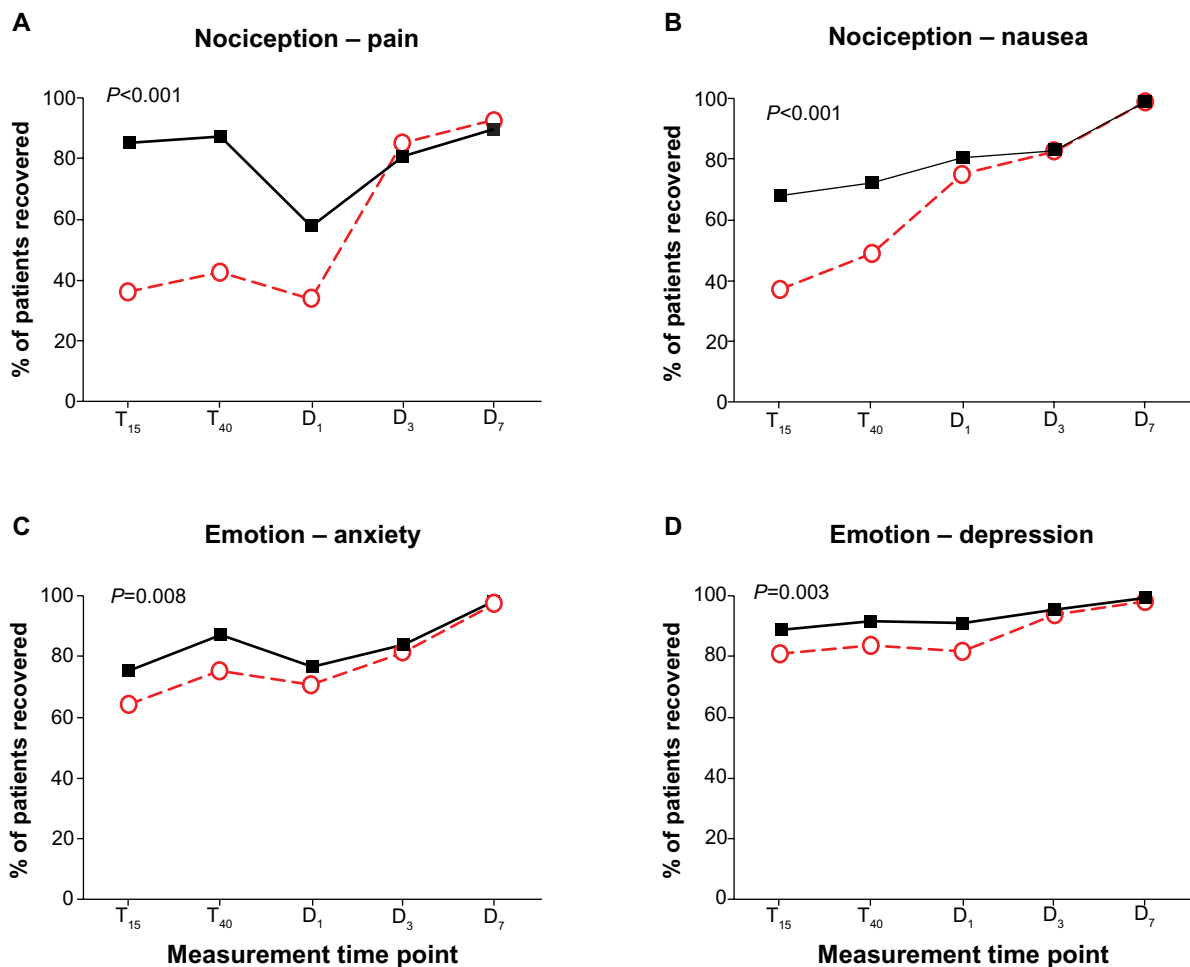 A
Nociception – pain
P<0.001
% of patients recovered
100
80
60
40
20
0
T15 T40 D1 D3 D7
B
Nociception – nausea
P<0.001
% of patients recovered
100
80
60
40
20
0
T15 T40 D1 D3 D7
C
Emotion – anxiety
P=0.008
% of patients recovered
100
80
60
40
20
0
T15 T40 D1 D3 D7
Measurement time point
D
Emotion – depression
P=0.003
% of patients recovered
100
80
60
40
20
0
T15 T40 D1 D3 D7
Measurement time point